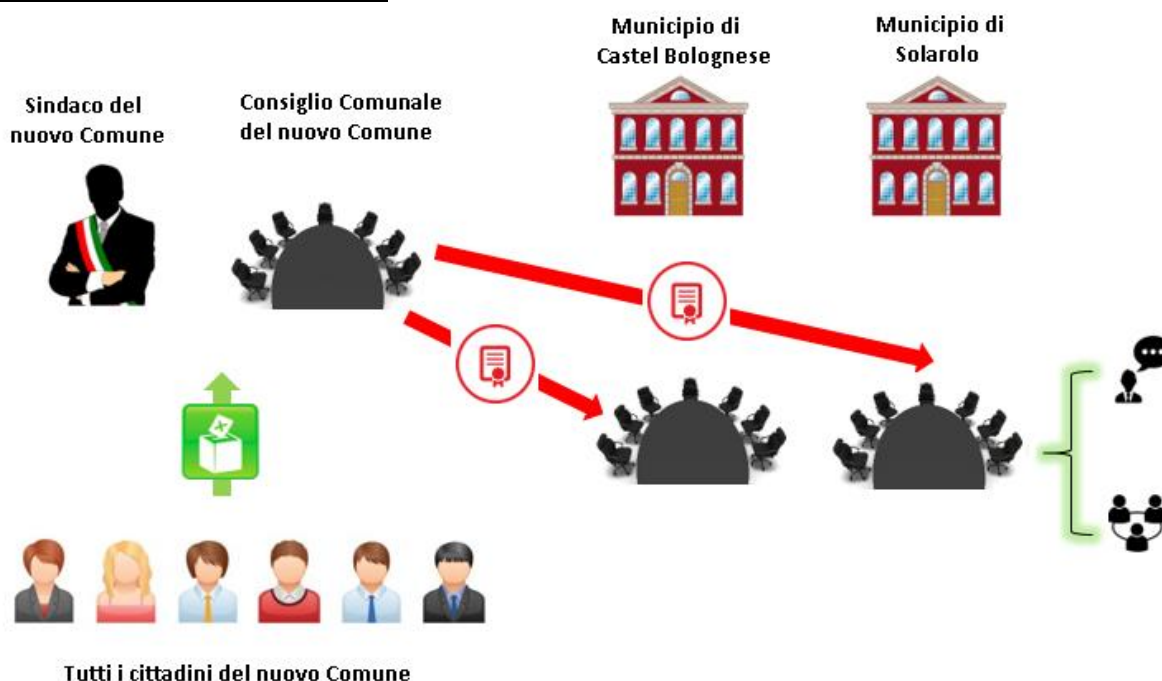 Municipio di
Castel Bolognese
Municipio di
Solarolo
Sindaco del
nuovo Comune
Consiglio Comunale
del nuovo Comune
Tutti i cittadini del nuovo Comune